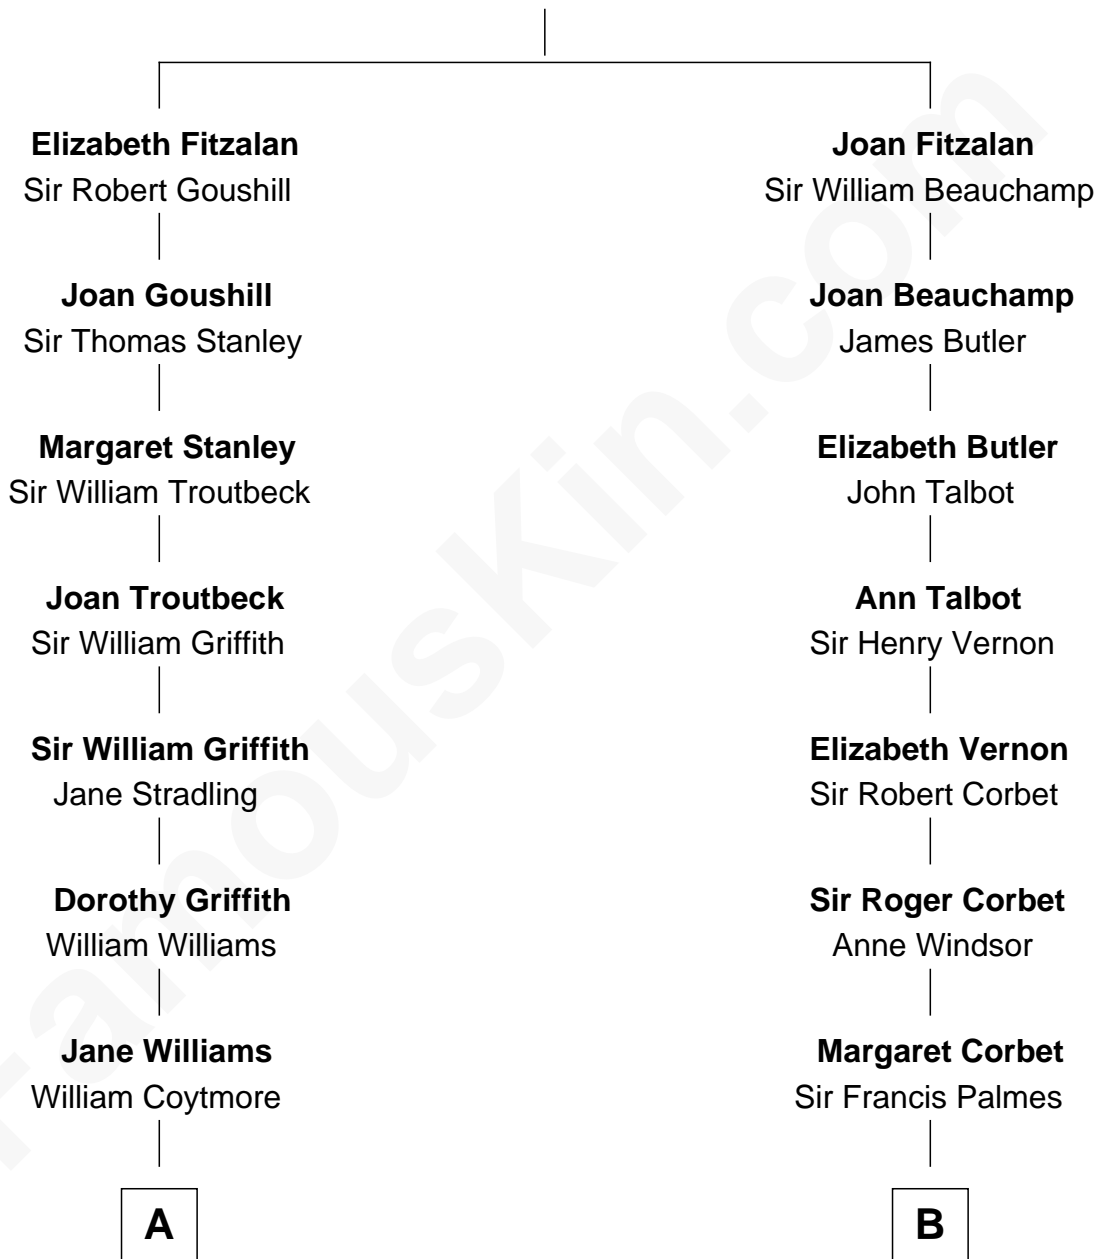 Elizabeth Fitzalan
Sir Robert Goushill
Joan Goushill
Sir Thomas Stanley
Margaret Stanley
Sir William Troutbeck
Joan Troutbeck
Sir William Griffith
Sir William Griffith
Jane Stradling
Dorothy Griffith
William Williams
Jane Williams
William Coytmore
A
Joan Fitzalan
Sir William Beauchamp
Joan Beauchamp
James Butler
Elizabeth Butler
John Talbot
Ann Talbot
Sir Henry Vernon
Elizabeth Vernon
Sir Robert Corbet
Sir Roger Corbet
Anne Windsor
Margaret Corbet
Sir Francis Palmes
B
FamousKin.com